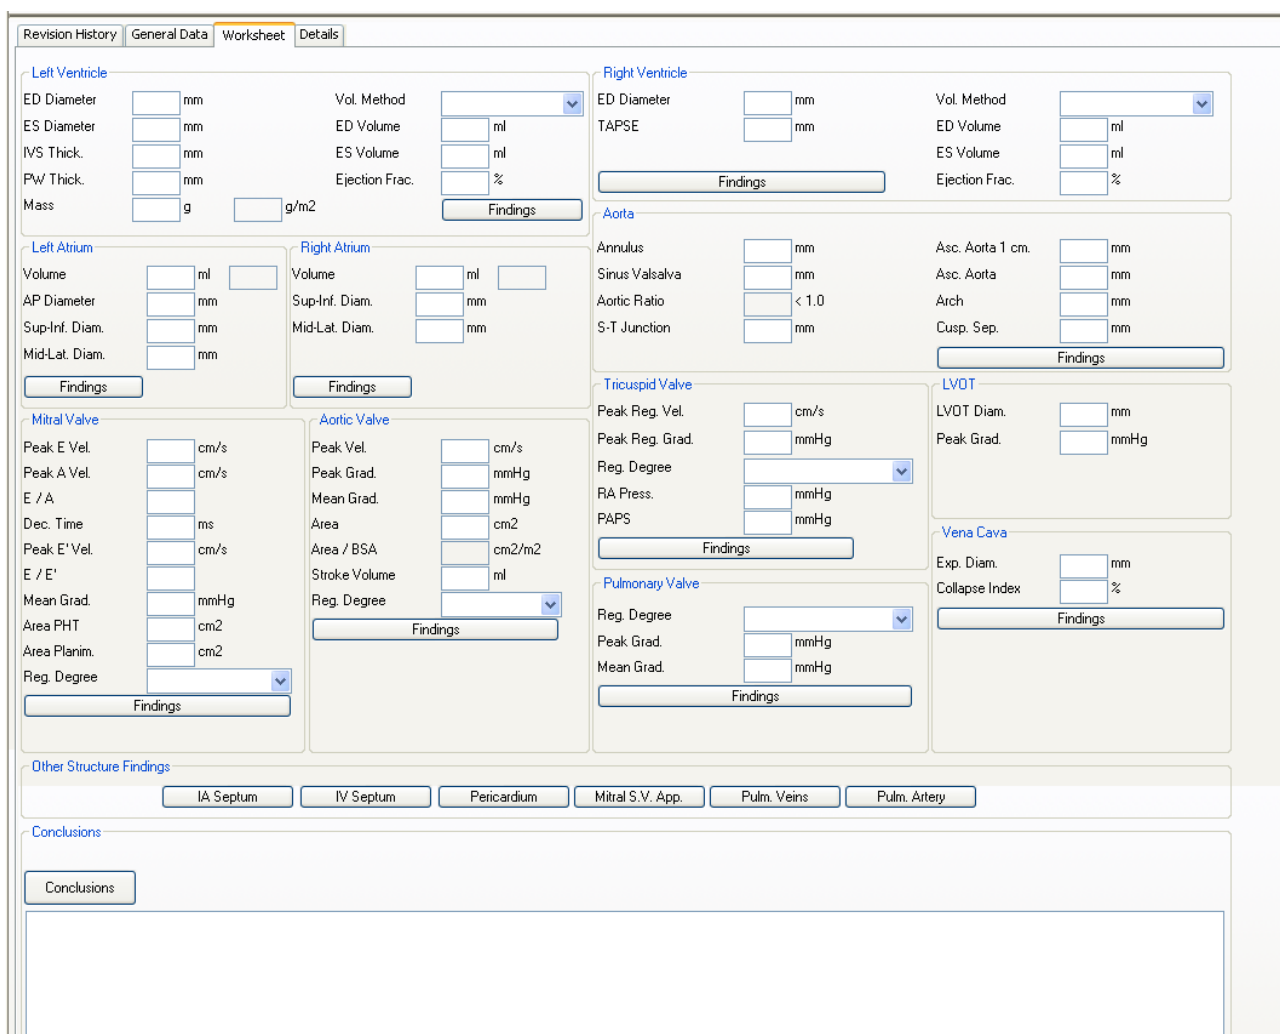 Revision History General Data Worksheet Details
Left Ventricle
ED Diameter mm Vol. Method
ES Diameter mm ED Volume ml
IVS Thick. mm ES Volume ml
PW Thick. mm Ejection Frac. %
Mass g g/m2 Findings
Right Ventricle
ED Diameter mm Vol. Method
TAPSE mm ED Volume ml
ES Volume ml
Findings Ejection Frac. %
Left Atrium
Volume ml
AP Diameter mm
Sup-Inf. Diam. mm
Mid-Lat. Diam. mm
Findings
Right Atrium
Volume ml
Sup-Inf. Diam. mm
Mid-Lat. Diam. mm
Findings
Aorta
Annulus mm Asc. Aorta 1 cm. mm
Sinus Valsalva mm Asc. Aorta mm
Aortic Ratio < 1.0 Arch mm
S-T Junction mm Cusp. Sep. mm
Findings
Mitral Valve
Peak E Vel. cm/s
Peak A Vel. cm/s
E / A
Dec. Time ms
Peak E' Vel. cm/s
E / E'
Mean Grad. mmHg
Area PHT cm2
Area Planim. cm2
Reg. Degree
Findings
Aortic Valve
Peak Vel. cm/s
Peak Grad. mmHg
Mean Grad. mmHg
Area cm2
Area / BSA cm2/m2
Stroke Volume ml
Reg. Degree
Findings
Tricuspid Valve
Peak Reg. Vel. cm/s
Peak Reg. Grad. mmHg
Reg. Degree
RA Press. mmHg
PAPS mmHg
Findings
LVOT
LVOT Diam. mm
Peak Grad. mmHg
Pulmonary Valve
Reg. Degree
Peak Grad. mmHg
Mean Grad. mmHg
Findings
Vena Cava
Exp. Diam. mm
Collapse Index %
Findings
Other Structure Findings
IA Septum IV Septum Pericardium Mitral S.V. App. Pulm. Veins Pulm. Artery
Conclusions
Conclusions